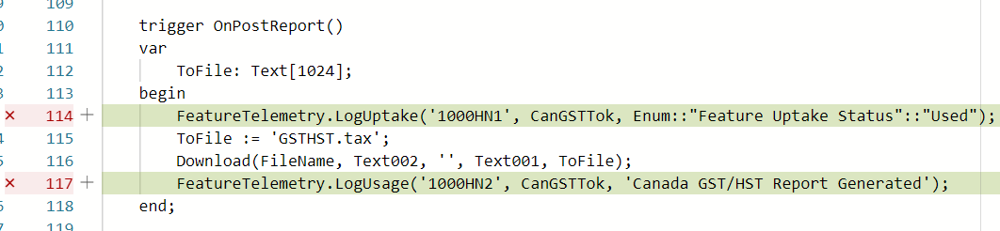 109
110 trigger OnPostReport()
111 var
112 ToFile: Text[1024];
113 begin
× 114 + FeatureTelemetry.LogUptake('1000HN1', CanGSTTok, Enum::"Feature Uptake Status"::"Used");
115 ToFile := 'GSTHST.tax';
116 Download(FileName, Text002, '', Text001, ToFile);
× 117 + FeatureTelemetry.LogUsage('1000HN2', CanGSTTok, 'Canada GST/HST Report Generated');
118 end;
119